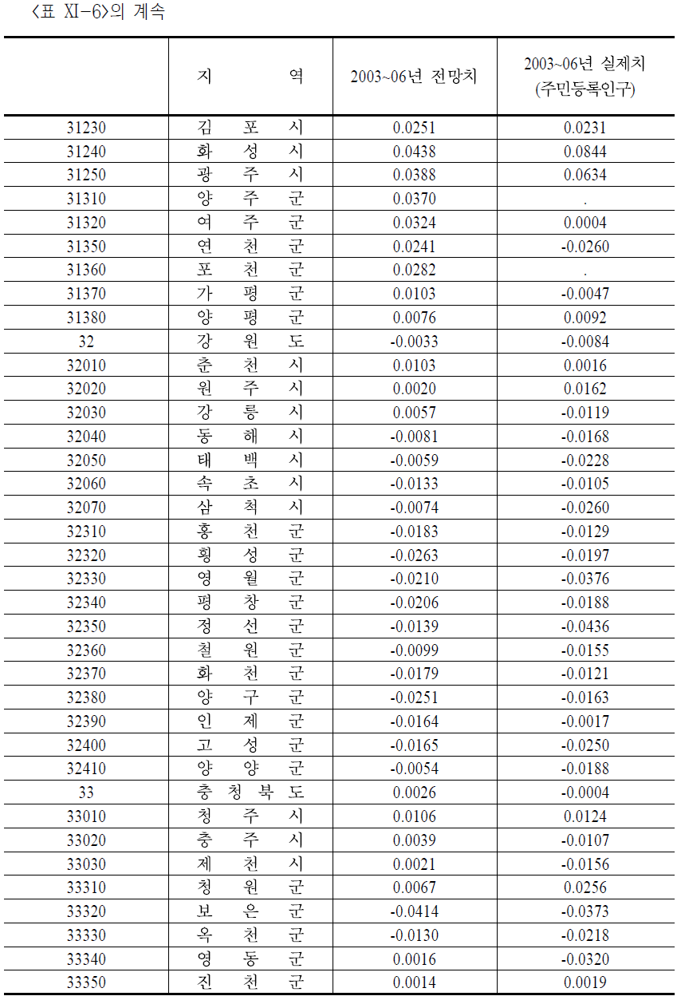 <표 XI-6>의 계속
지 역 2003~06년 전망치 2003~06년 실제치
(주민등록인구)
31230 김 포 시 0.0251 0.0231
31240 화 성 시 0.0438 0.0844
31250 광 주 시 0.0388 0.0634
31310 양 주 군 0.0370 .
31320 여 주 군 0.0324 0.0004
31350 연 천 군 0.0241 -0.0260
31360 포 천 군 0.0282 .
31370 가 평 군 0.0103 -0.0047
31380 양 평 군 0.0076 0.0092
32 강 원 도 -0.0033 -0.0084
32010 춘 천 시 0.0103 0.0016
32020 원 주 시 0.0020 0.0162
32030 강 릉 시 0.0057 -0.0119
32040 동 해 시 -0.0081 -0.0168
32050 태 백 시 -0.0059 -0.0228
32060 속 초 시 -0.0133 -0.0105
32070 삼 척 시 -0.0074 -0.0260
32310 홍 천 군 -0.0183 -0.0129
32320 횡 성 군 -0.0263 -0.0197
32330 영 월 군 -0.0210 -0.0376
32340 평 창 군 -0.0206 -0.0188
32350 정 선 군 -0.0139 -0.0436
32360 철 원 군 -0.0099 -0.0155
32370 화 천 군 -0.0179 -0.0121
32380 양 구 군 -0.0251 -0.0163
32390 인 제 군 -0.0164 -0.0017
32400 고 성 군 -0.0165 -0.0250
32410 양 양 군 -0.0054 -0.0188
33 충 청 북 도 0.0026 -0.0004
33010 청 주 시 0.0106 0.0124
33020 충 주 시 0.0039 -0.0107
33030 제 천 시 0.0021 -0.0156
33310 청 원 군 0.0067 0.0256
33320 보 은 군 -0.0414 -0.0373
33330 옥 천 군 -0.0130 -0.0218
33340 영 동 군 0.0016 -0.0320
33350 진 천 군 0.0014 0.0019